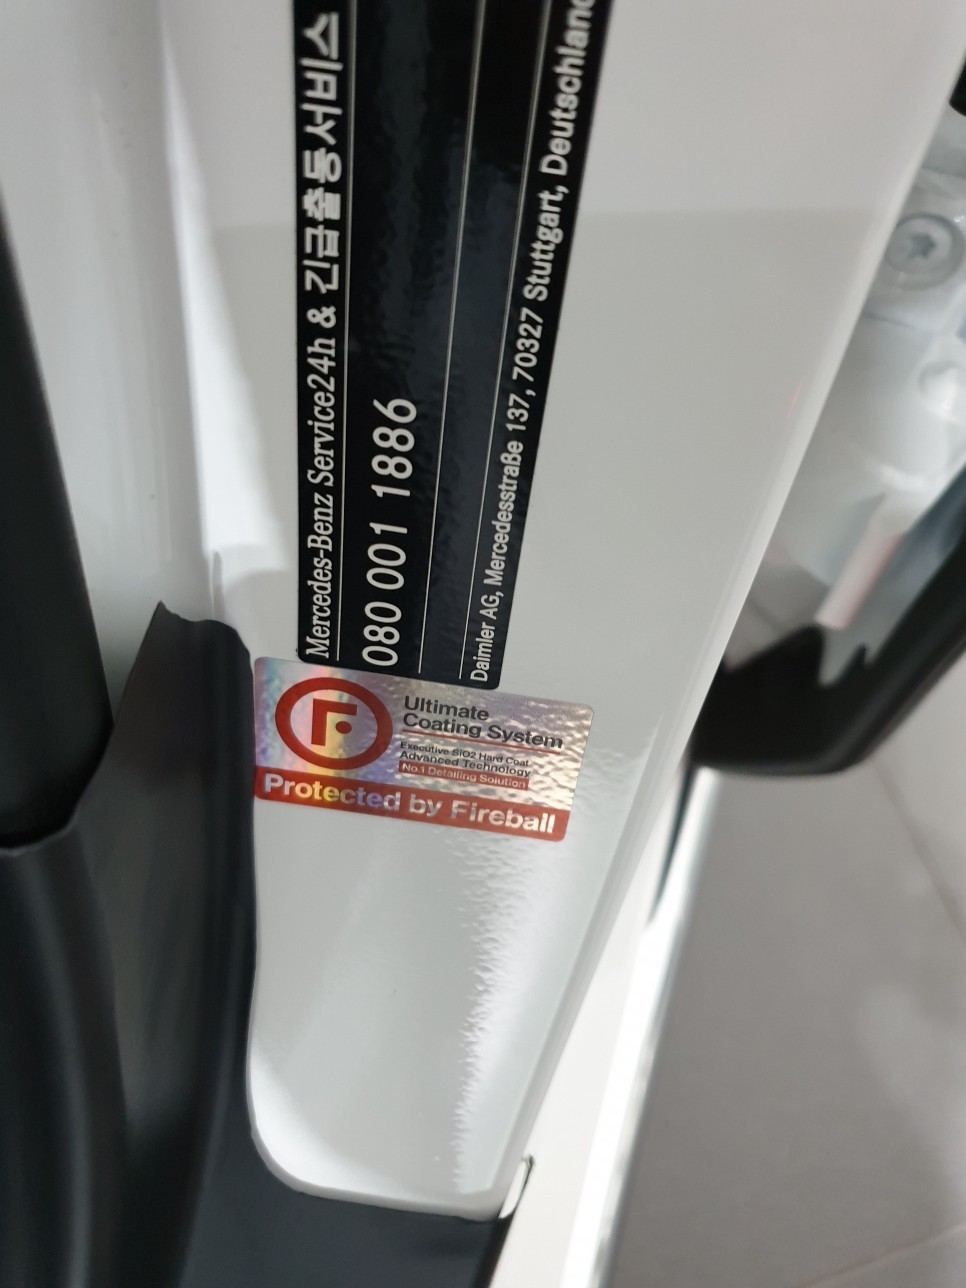 Mercedes-Benz Service24h & 긴급출동서비스
080 001 1886
Daimler AG, Mercedesstraße 137, 70327 Stuttgart, Deutschland
F
Ultimate
Coating System
Executive SiO2 Hard Coat
Advanced Technology
No.1 Detailing Solution
Protected by Fireball